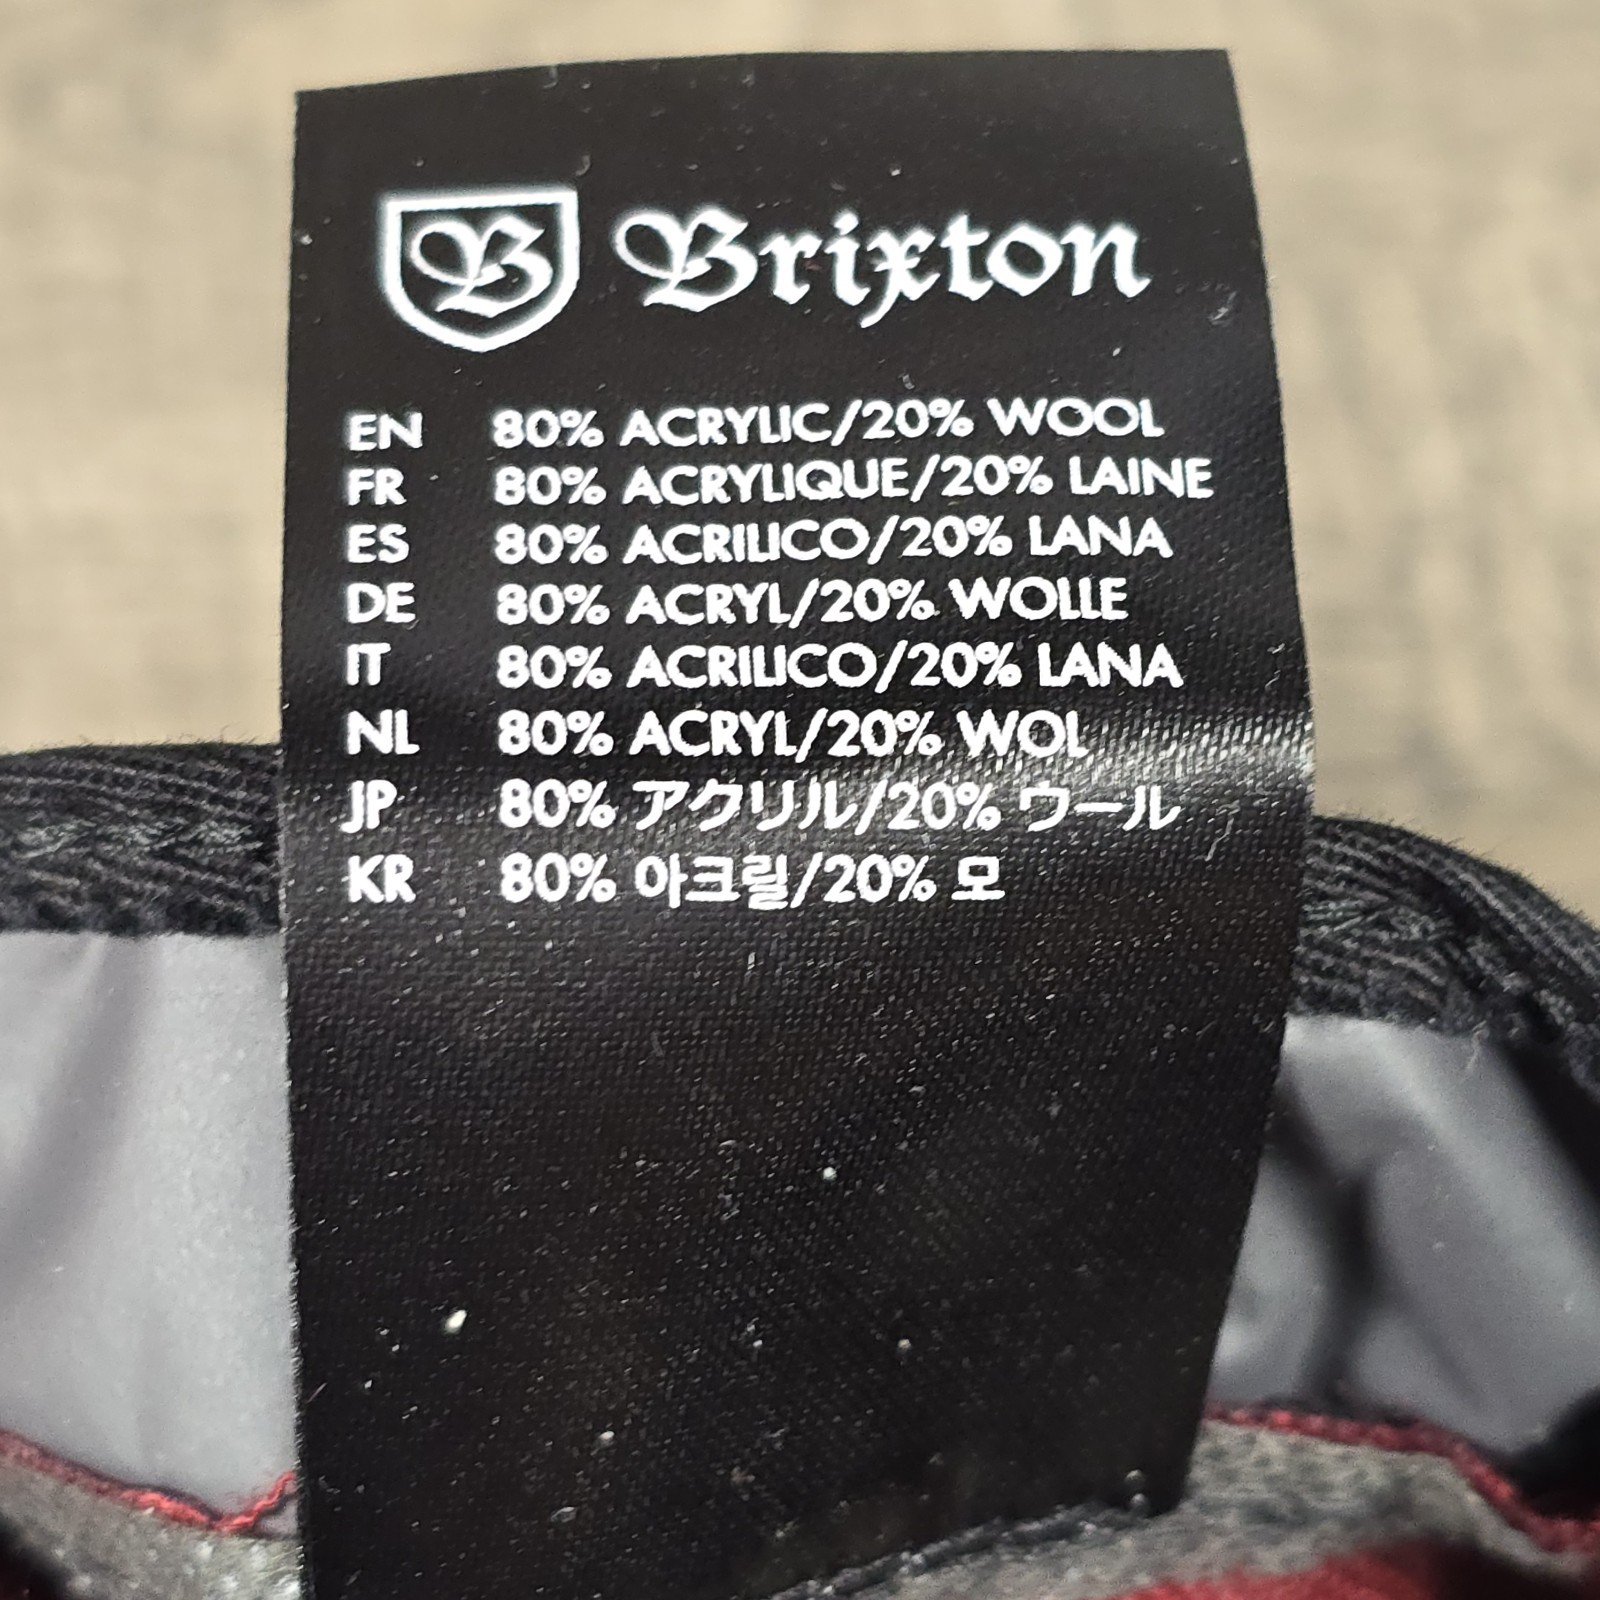 B Brixton
EN 80% ACRYLIC/20% WOOL
FR 80% ACRYLIQUE/20% LAINE
ES 80% ACRILICO/20% LANA
DE 80% ACRYL/20% WOLLE
IT 80% ACRILICO/20% LANA
NL 80% ACRYL/20% WOL
JP 80% アクリル/20% ウール
KR 80% 아크릴/20% 모